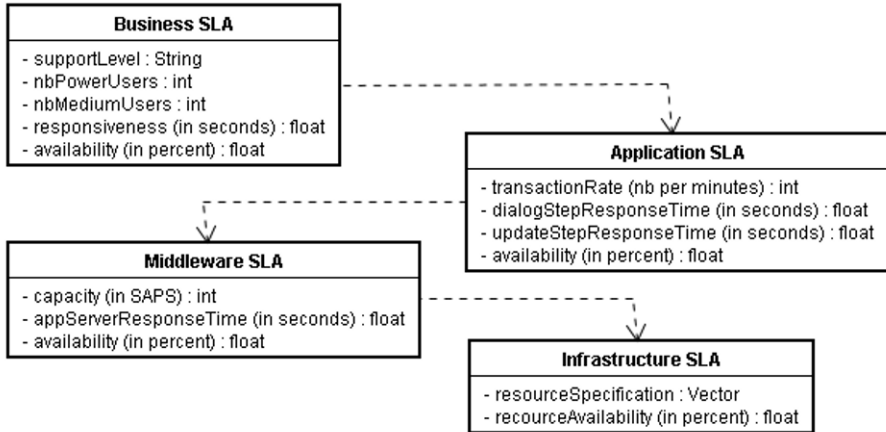 Business SLA
- supportLevel : String
- nbPowerUsers : int
- nbMediumUsers : int
- responsiveness (in seconds) : float
- availability (in percent) : float
Application SLA
- transactionRate (nb per minutes) : int
- dialogStepResponseTime (in seconds) : float
- updateStepResponseTime (in seconds) : float
- availability (in percent) : float
Middleware SLA
- capacity (in SAPS) : int
- appServerResponseTime (in seconds) : float
- availability (in percent) : float
Infrastructure SLA
- resourceSpecification : Vector
- recourceAvailability (in percent) : float